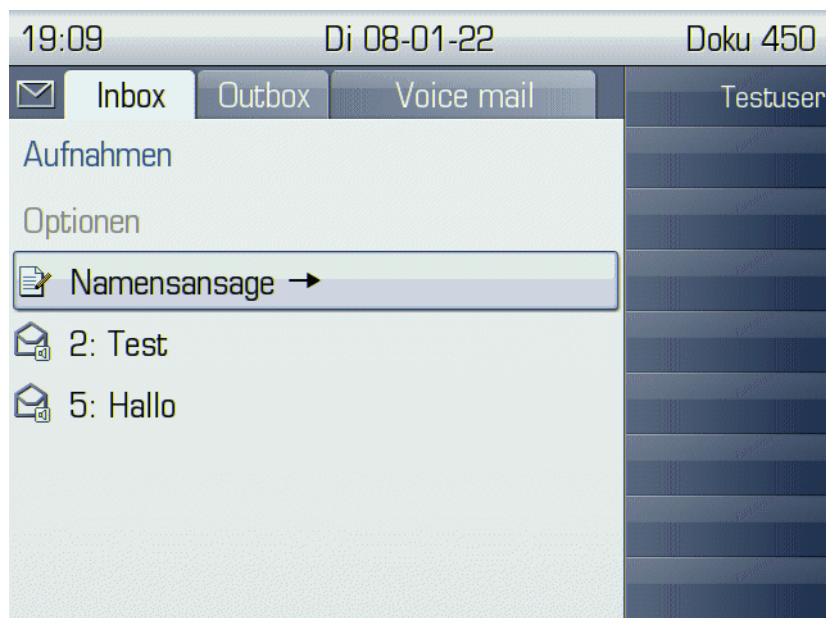 19:09 Di 08-01-22 Doku 450
Inbox Outbox Voice mail Testuser
Aufnahmen
Optionen
Namensansage →
2: Test
5: Hallo